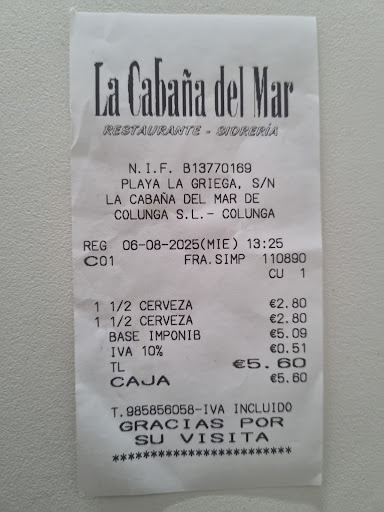 La Cabaña del Mar
RESTAURANTE - SIDRERÍA
N.I.F. B13770169
PLAYA LA GRIEGA, S/N
LA CABAÑA DEL MAR DE
COLUNGA S.L.- COLUNGA
REG 06-08-2025(MIE) 13:25
C01 FRA.SIMP 110890
CU 1
1 1/2 CERVEZA €2.80
1 1/2 CERVEZA €2.80
BASE IMPONIB €5.09
IVA 10% €0.51
TL €5.60
CAJA €5.60
T.985856058-IVA INCLUIDO
GRACIAS POR
SU VISITA
************************